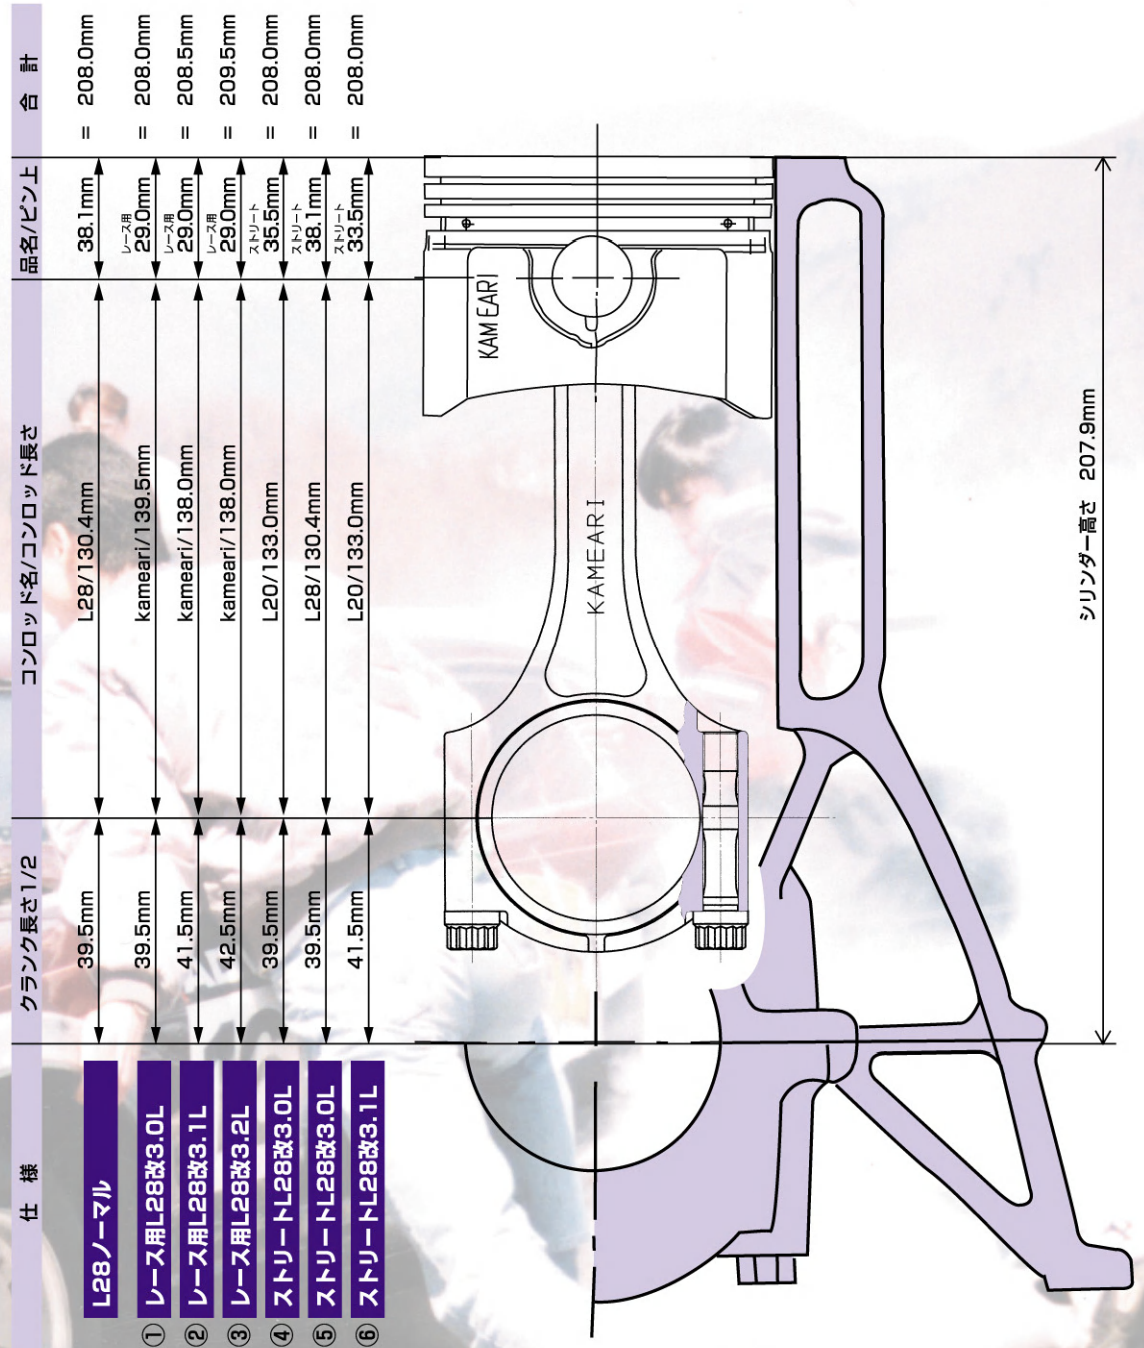 仕様 クランク長さ1/2 コンロッド名/コンロッド長さ 品名/ピン上 合計
L28ノーマル 39.5mm L28/130.4mm 38.1mm = 208.0mm
① レース用L28改3.0L 39.5mm kameari/139.5mm レース用 29.0mm = 208.0mm
② レース用L28改3.1L 41.5mm kameari/138.0mm レース用 29.0mm = 208.5mm
③ レース用L28改3.2L 42.5mm kameari/138.0mm レース用 29.0mm = 209.5mm
④ ストリートL28改3.0L 39.5mm L20/133.0mm ストリート 35.5mm = 208.0mm
⑤ ストリートL28改3.0L 39.5mm L28/130.4mm ストリート 38.1mm = 208.0mm
⑥ ストリートL28改3.1L 41.5mm L20/133.0mm ストリート 33.5mm = 208.0mm
KAMEARI
KAMEARI
シリンダー高さ 207.9mm